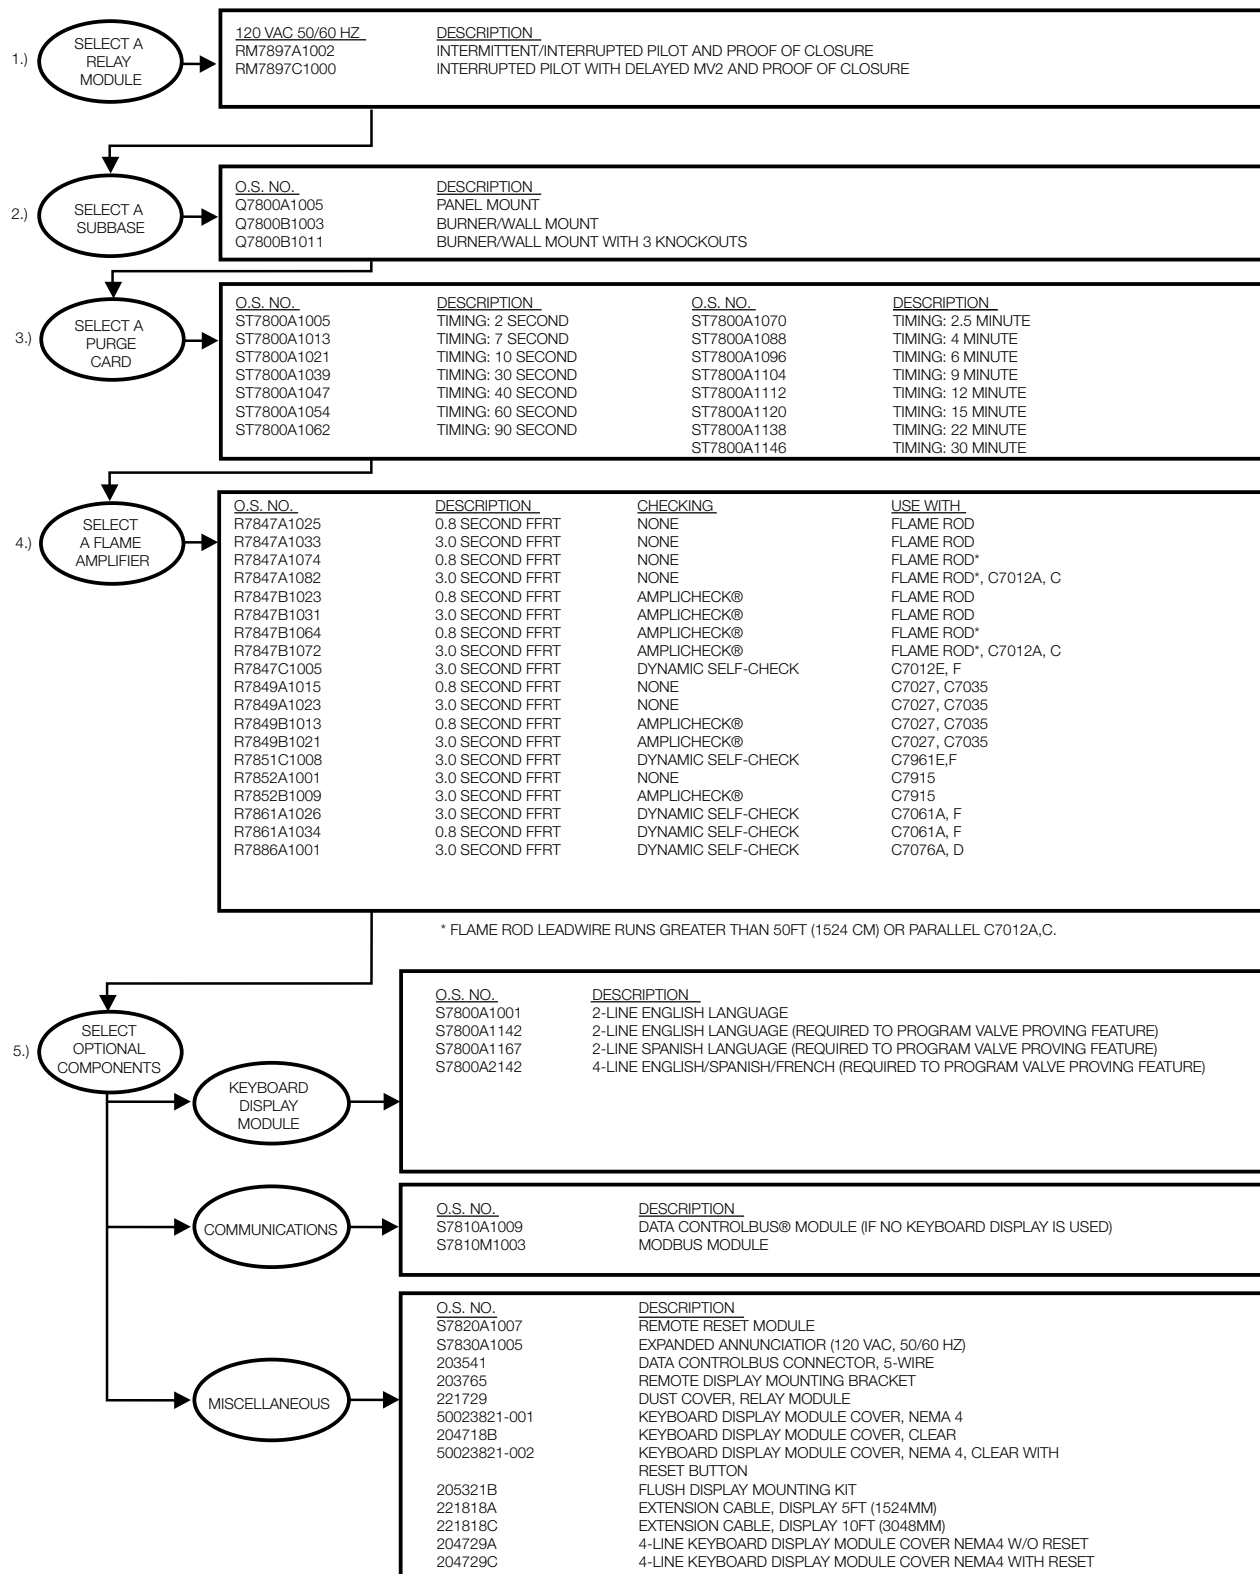 1.)
SELECT A
RELAY
MODULE
120 VAC 50/60 HZ DESCRIPTION
RM7897A1002 INTERMITTENT/INTERRUPTED PILOT AND PROOF OF CLOSURE
RM7897C1000 INTERRUPTED PILOT WITH DELAYED MV2 AND PROOF OF CLOSURE
2.)
SELECT A
SUBBASE
O.S. NO. DESCRIPTION
Q7800A1005 PANEL MOUNT
Q7800B1003 BURNER/WALL MOUNT
Q7800B1011 BURNER/WALL MOUNT WITH 3 KNOCKOUTS
3.)
SELECT A
PURGE
CARD
O.S. NO. DESCRIPTION O.S. NO. DESCRIPTION
ST7800A1005 TIMING: 2 SECOND ST7800A1070 TIMING: 2.5 MINUTE
ST7800A1013 TIMING: 7 SECOND ST7800A1088 TIMING: 4 MINUTE
ST7800A1021 TIMING: 10 SECOND ST7800A1096 TIMING: 6 MINUTE
ST7800A1039 TIMING: 30 SECOND ST7800A1104 TIMING: 9 MINUTE
ST7800A1047 TIMING: 40 SECOND ST7800A1112 TIMING: 12 MINUTE
ST7800A1054 TIMING: 60 SECOND ST7800A1120 TIMING: 15 MINUTE
ST7800A1062 TIMING: 90 SECOND ST7800A1138 TIMING: 22 MINUTE
ST7800A1146 TIMING: 30 MINUTE
4.)
SELECT
A FLAME
AMPLIFIER
O.S. NO. DESCRIPTION CHECKING USE WITH
R7847A1025 0.8 SECOND FFRT NONE FLAME ROD
R7847A1033 3.0 SECOND FFRT NONE FLAME ROD
R7847A1074 0.8 SECOND FFRT NONE FLAME ROD*
R7847A1082 3.0 SECOND FFRT NONE FLAME ROD*, C7012A, C
R7847B1023 0.8 SECOND FFRT AMPLICHECK® FLAME ROD
R7847B1031 3.0 SECOND FFRT AMPLICHECK® FLAME ROD
R7847B1064 0.8 SECOND FFRT AMPLICHECK® FLAME ROD*
R7847B1072 3.0 SECOND FFRT AMPLICHECK® FLAME ROD*, C7012A, C
R7847C1005 3.0 SECOND FFRT DYNAMIC SELF-CHECK C7012E, F
R7849A1015 0.8 SECOND FFRT NONE C7027, C7035
R7849A1023 3.0 SECOND FFRT NONE C7027, C7035
R7849B1013 0.8 SECOND FFRT AMPLICHECK® C7027, C7035
R7849B1021 3.0 SECOND FFRT AMPLICHECK® C7027, C7035
R7851C1008 3.0 SECOND FFRT DYNAMIC SELF-CHECK C7961E,F
R7852A1001 3.0 SECOND FFRT NONE C7915
R7852B1009 3.0 SECOND FFRT AMPLICHECK® C7915
R7861A1026 3.0 SECOND FFRT DYNAMIC SELF-CHECK C7061A, F
R7861A1034 0.8 SECOND FFRT DYNAMIC SELF-CHECK C7061A, F
R7886A1001 3.0 SECOND FFRT DYNAMIC SELF-CHECK C7076A, D
* FLAME ROD LEADWIRE RUNS GREATER THAN 50FT (1524 CM) OR PARALLEL C7012A,C.
5.)
SELECT
OPTIONAL
COMPONENTS
KEYBOARD
DISPLAY
MODULE
O.S. NO. DESCRIPTION
S7800A1001 2-LINE ENGLISH LANGUAGE
S7800A1142 2-LINE ENGLISH LANGUAGE (REQUIRED TO PROGRAM VALVE PROVING FEATURE)
S7800A1167 2-LINE SPANISH LANGUAGE (REQUIRED TO PROGRAM VALVE PROVING FEATURE)
S7800A2142 4-LINE ENGLISH/SPANISH/FRENCH (REQUIRED TO PROGRAM VALVE PROVING FEATURE)
COMMUNICATIONS
O.S. NO. DESCRIPTION
S7810A1009 DATA CONTROLBUS® MODULE (IF NO KEYBOARD DISPLAY IS USED)
S7810M1003 MODBUS MODULE
MISCELLANEOUS
O.S. NO. DESCRIPTION
S7820A1007 REMOTE RESET MODULE
S7830A1005 EXPANDED ANNUNCIATIOR (120 VAC, 50/60 HZ)
203541 DATA CONTROLBUS CONNECTOR, 5-WIRE
203765 REMOTE DISPLAY MOUNTING BRACKET
221729 DUST COVER, RELAY MODULE
50023821-001 KEYBOARD DISPLAY MODULE COVER, NEMA 4
204718B KEYBOARD DISPLAY MODULE COVER, CLEAR
50023821-002 KEYBOARD DISPLAY MODULE COVER, NEMA 4, CLEAR WITH
RESET BUTTON
205321B FLUSH DISPLAY MOUNTING KIT
221818A EXTENSION CABLE, DISPLAY 5FT (1524MM)
221818C EXTENSION CABLE, DISPLAY 10FT (3048MM)
204729A 4-LINE KEYBOARD DISPLAY MODULE COVER NEMA4 W/O RESET
204729C 4-LINE KEYBOARD DISPLAY MODULE COVER NEMA4 WITH RESET